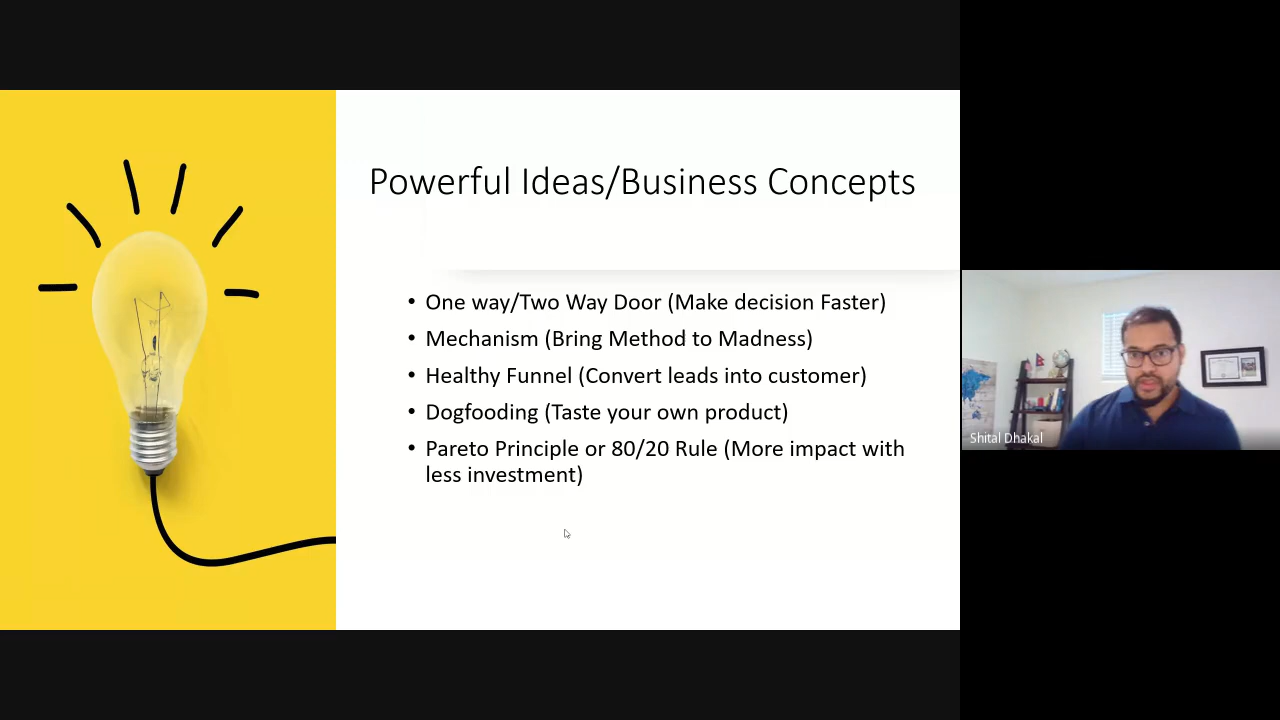 Powerful Ideas/Business Concepts
• One way/Two Way Door (Make decision Faster)
• Mechanism (Bring Method to Madness)
• Healthy Funnel (Convert leads into customer)
• Dogfooding (Taste your own product)
• Pareto Principle or 80/20 Rule (More impact with
less investment)
Shital Dhakal